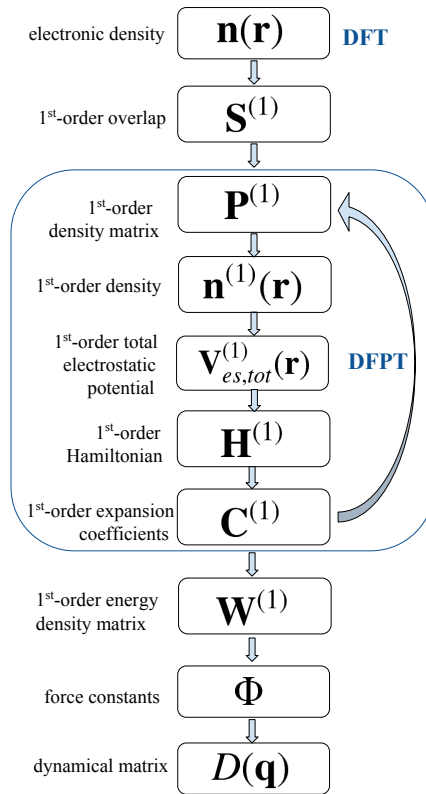 electronic density
n(r)
DFT
1st-order overlap
S(1)
1st-order
density matrix
P(1)
1st-order density
n(1)(r)
1st-order total
electrostatic
potential
V(1)es,tot(r)
DFPT
1st-order
Hamiltonian
H(1)
1st-order expansion
coefficients
C(1)
1st-order energy
density matrix
W(1)
force constants
Φ
dynamical matrix
D(q)